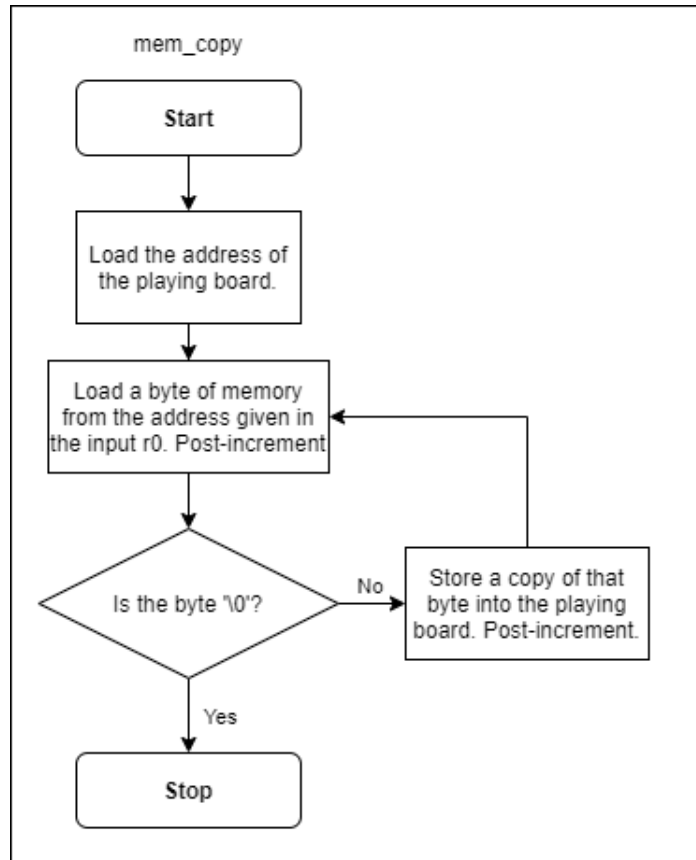 mem_copy
Start
Load the address of
the playing board.
Load a byte of memory
from the address given in
the input r0. Post-increment
Is the byte '\0'?
No
Store a copy of that
byte into the playing
board. Post-increment.
Yes
Stop